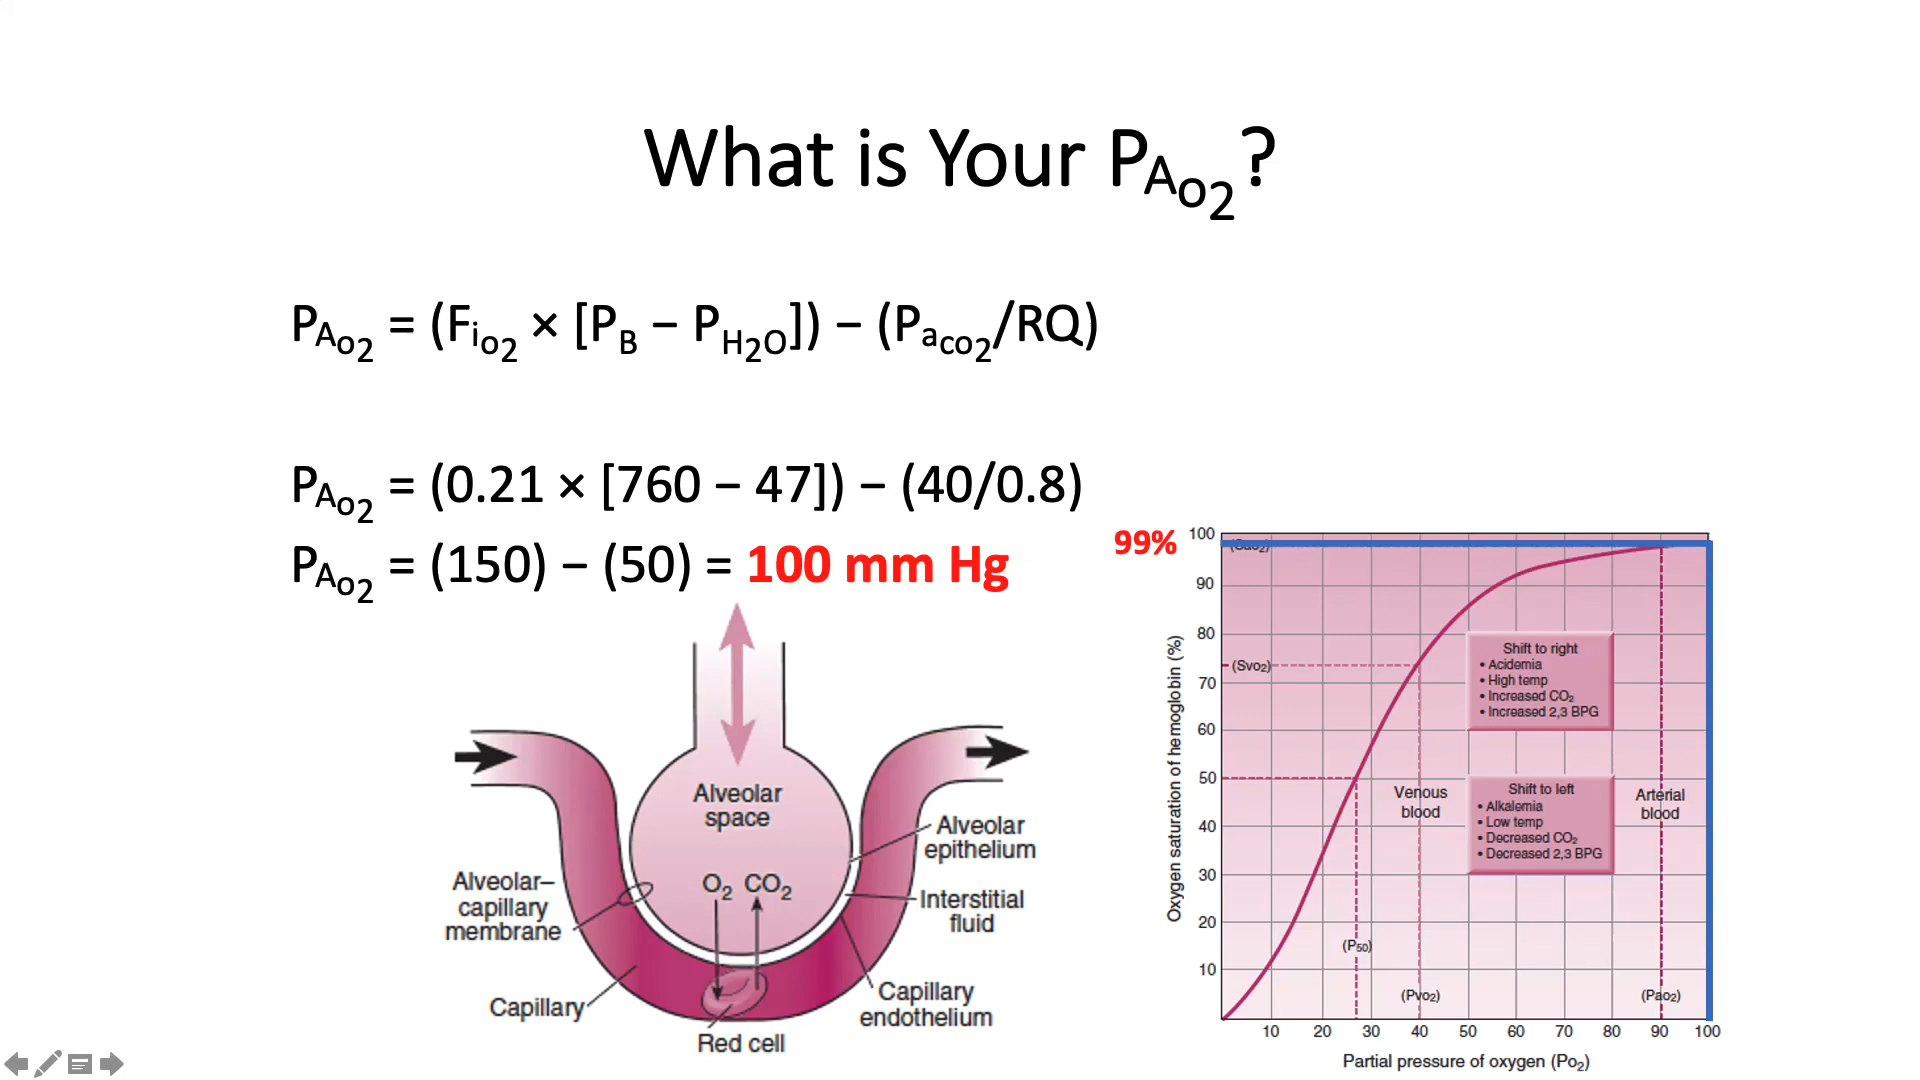 What is Your PAo2?
PAo2 = (Fio2 × [PB − PH2O]) − (Paco2/RQ)
PAo2 = (0.21 × [760 − 47]) − (40/0.8)
PAo2 = (150) − (50) = 100 mm Hg
Alveolar
space
O2 CO2
Alveolar
epithelium
Alveolar–
capillary
membrane
Interstitial
fluid
Capillary
Capillary
endothelium
Red cell
99%
Oxygen saturation of hemoglobin (%)
100
90
80
70
60
50
40
30
20
10
(Sao2)
(Svo2)
Shift to right
• Acidemia
• High temp
• Increased CO2
• Increased 2,3 BPG
Venous
blood
Shift to left
• Alkalemia
• Low temp
• Decreased CO2
• Decreased 2,3 BPG
Arterial
blood
(P50)
(Pvo2)
(Pao2)
10 20 30 40 50 60 70 80 90 100
Partial pressure of oxygen (Po2)